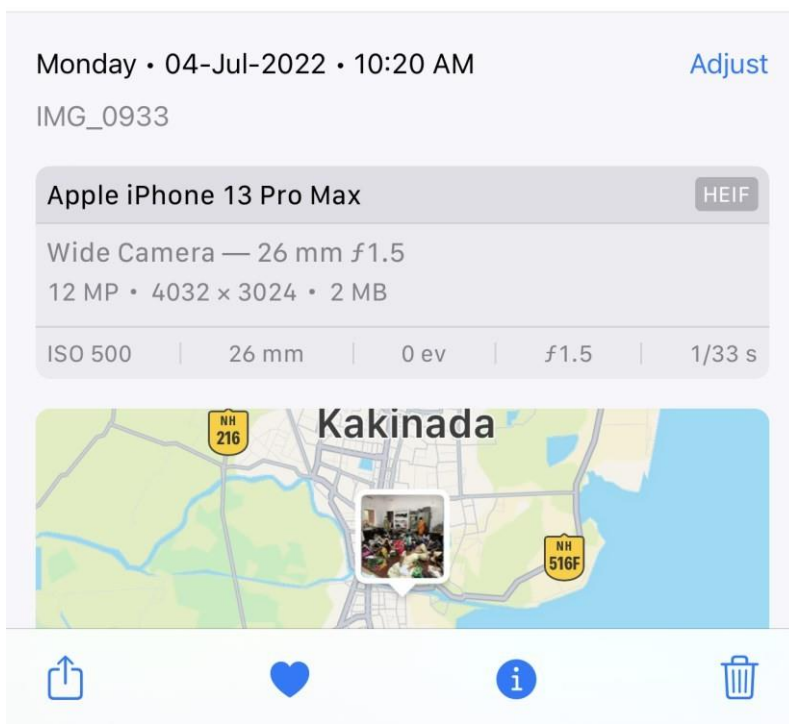 Monday • 04-Jul-2022 • 10:20 AM Adjust
IMG_0933
Apple iPhone 13 Pro Max HEIF
Wide Camera — 26 mm ƒ1.5
12 MP • 4032 × 3024 • 2 MB
ISO 500 26 mm 0 ev ƒ1.5 1/33 s
Kakinada
NH
216
NH
516F